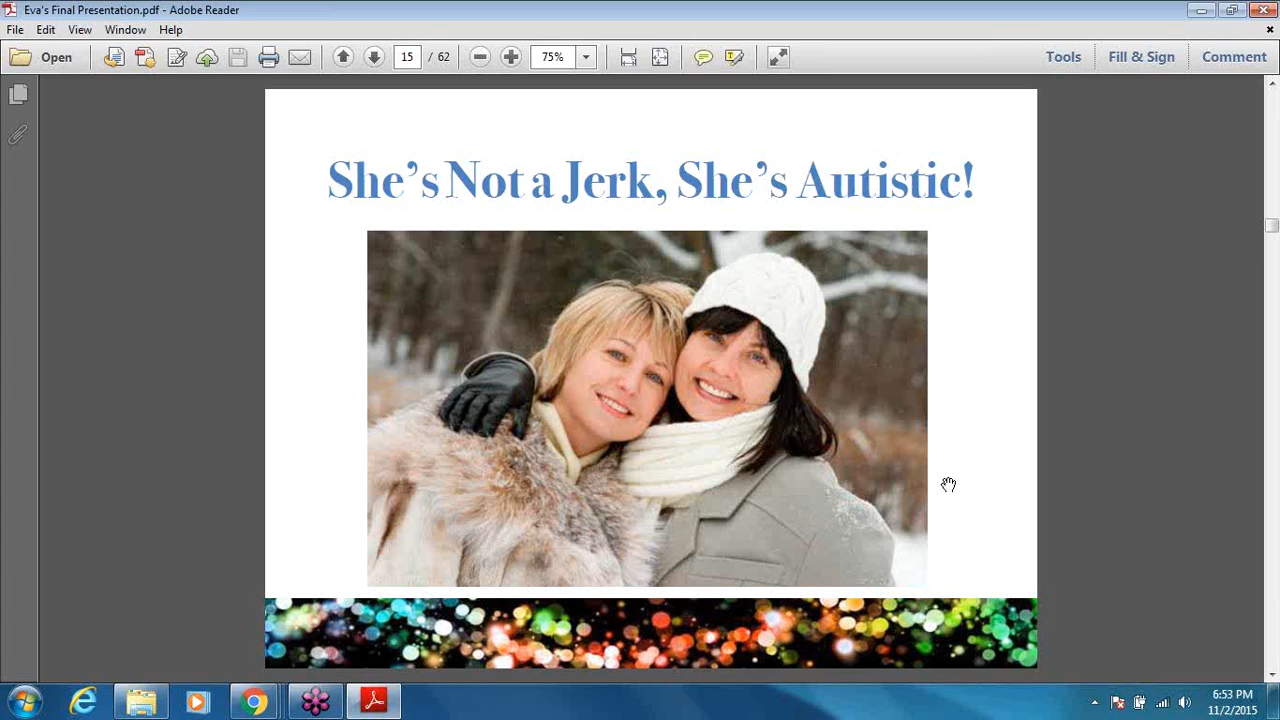 Eva's Final Presentation.pdf - Adobe Reader
File Edit View Window Help
Open 15 / 62 75% Tools Fill & Sign Comment
She's Not a Jerk, She's Autistic!
6:53 PM
11/2/2015